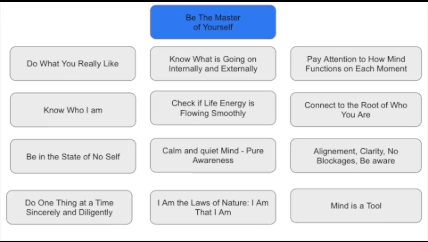 Be The Master
of Yourself
Do What You Really Like
Know What is Going on
Internally and Externally
Pay Attention to How Mind
Functions on Each Moment
Know Who I am
Check if Life Energy is
Flowing Smoothly
Connect to the Root of Who
You Are
Be in the State of No Self
Calm and quiet Mind - Pure
Awareness
Alignement, Clarity, No
Blockages, Be aware
Do One Thing at a Time
Sincerely and Diligently
I Am the Laws of Nature: I Am
That I Am
Mind is a Tool